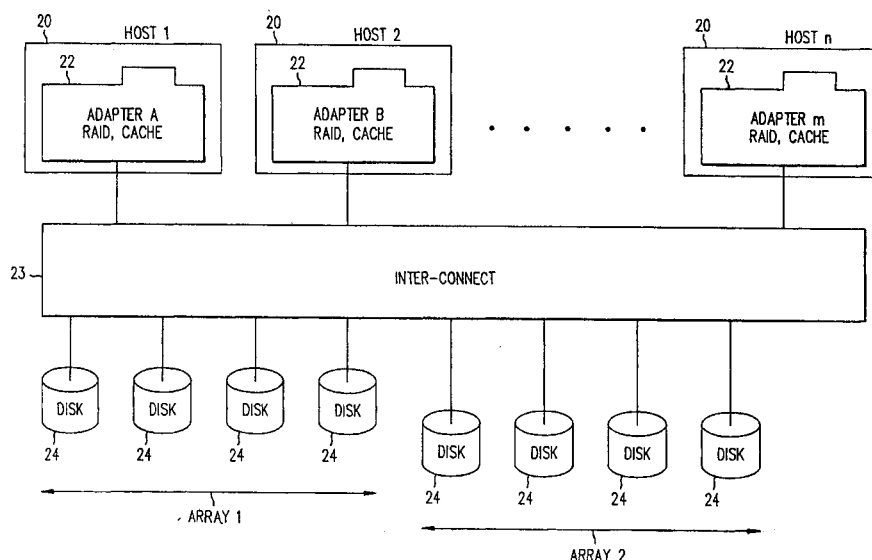 20
HOST 1
22
ADAPTER A
RAID, CACHE
20
HOST 2
22
ADAPTER B
RAID, CACHE
20
HOST n
22
ADAPTER m
RAID, CACHE
23
INTER-CONNECT
DISK
DISK
DISK
DISK
24
24
24
24
DISK
DISK
DISK
DISK
24
24
24
24
ARRAY 1
ARRAY 2